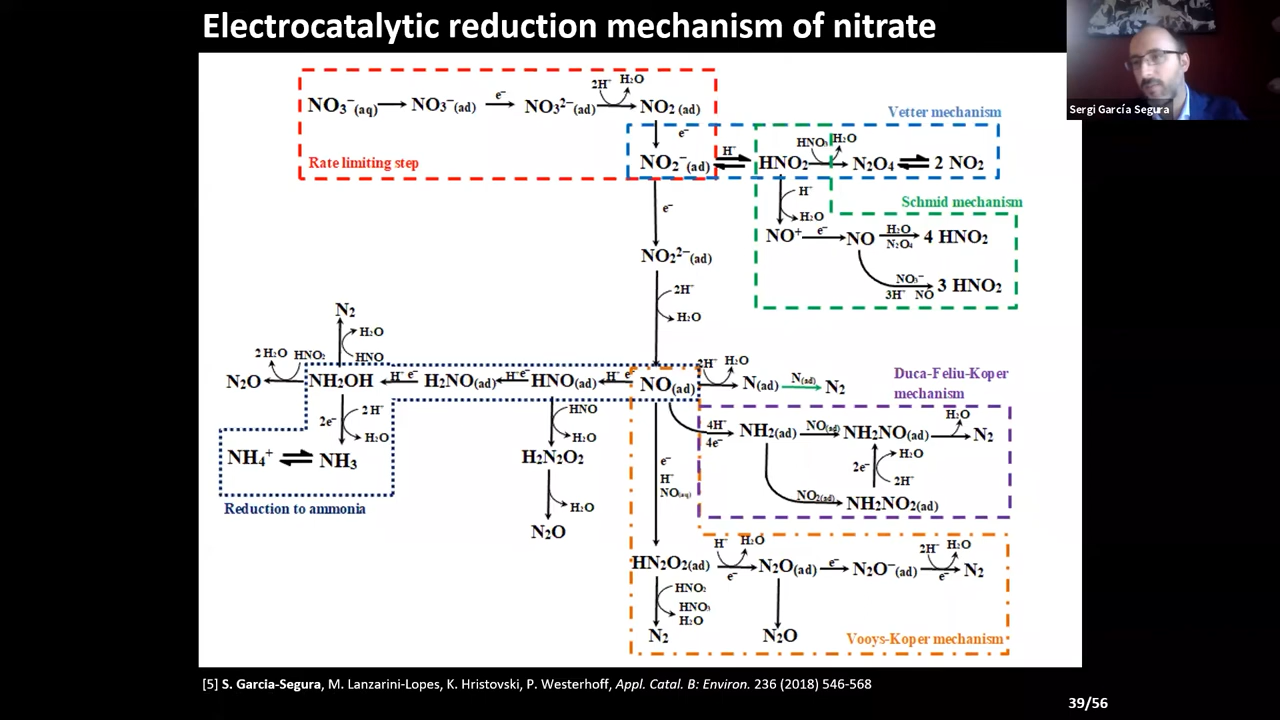 Electrocatalytic reduction mechanism of nitrate
Sergi García Segura
NO3⁻(aq) → NO3⁻(ad) e⁻ → NO3²⁻(ad) 2H⁻ H2O → NO2 (ad)
e⁻
Rate limiting step
Vetter mechanism
NO2⁻(ad) H⁻ ⇌ HNO2 HNO3 H2O → N2O4 ⇌ 2 NO2
Schmid mechanism
H⁻
H2O
NO⁺ e⁻ → NO H2O N2O4 → 4 HNO2
NO3⁻ 3H⁻ NO → 3 HNO2
e⁻
NO2²⁻(ad)
2H⁻
H2O
N2
H2O
HNO
2H2O HNO2
N2O ← NH2OH ← H⁻ e⁻ H2NO(ad) ← H⁻ e⁻ HNO(ad) ← H⁻ e⁻ NO(ad) 2H⁻ H2O → N(ad) N(ad) → N2
2e⁻ 2H⁻
H2O
NH4⁺ ⇌ NH3
Reduction to ammonia
HNO
H2O
H2N2O2
H2O
N2O
Duca-Feliu-Koper
mechanism
4H⁻ 4e⁻ → NH2(ad) NO(ad) → NH2NO(ad) H2O → N2
2e⁻ H2O
2H⁻
NO2(ad) → NH2NO2(ad)
e⁻
H⁻
NO(aq)
HN2O2(ad) H⁻ H2O e⁻ → N2O(ad) e⁻ → N2O⁻(ad) 2H⁻ H2O e⁻ → N2
HNO2
HNO3
H2O
N2
N2O
Vooys-Koper mechanism
[5] S. Garcia-Segura, M. Lanzarini-Lopes, K. Hristovski, P. Westerhoff, Appl. Catal. B: Environ. 236 (2018) 546-568
39/56